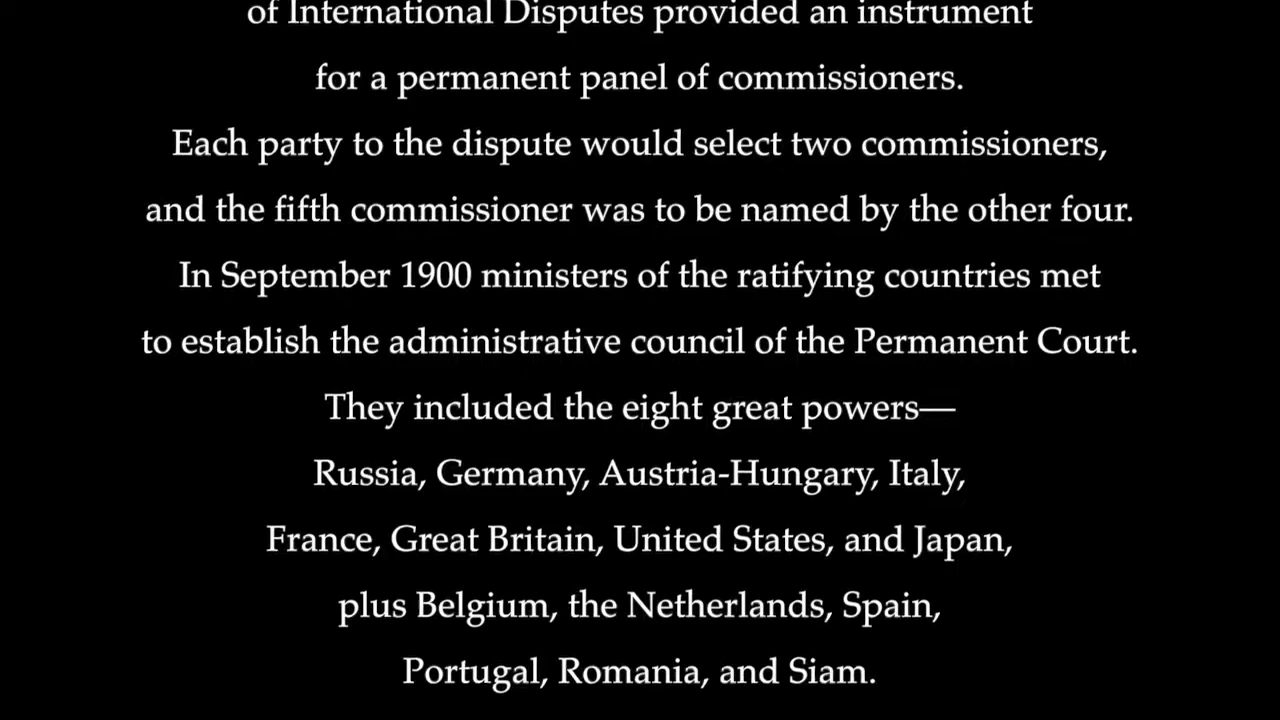 of International Disputes provided an instrument
for a permanent panel of commissioners.
Each party to the dispute would select two commissioners,
and the fifth commissioner was to be named by the other four.
In September 1900 ministers of the ratifying countries met
to establish the administrative council of the Permanent Court.
They included the eight great powers—
Russia, Germany, Austria-Hungary, Italy,
France, Great Britain, United States, and Japan,
plus Belgium, the Netherlands, Spain,
Portugal, Romania, and Siam.